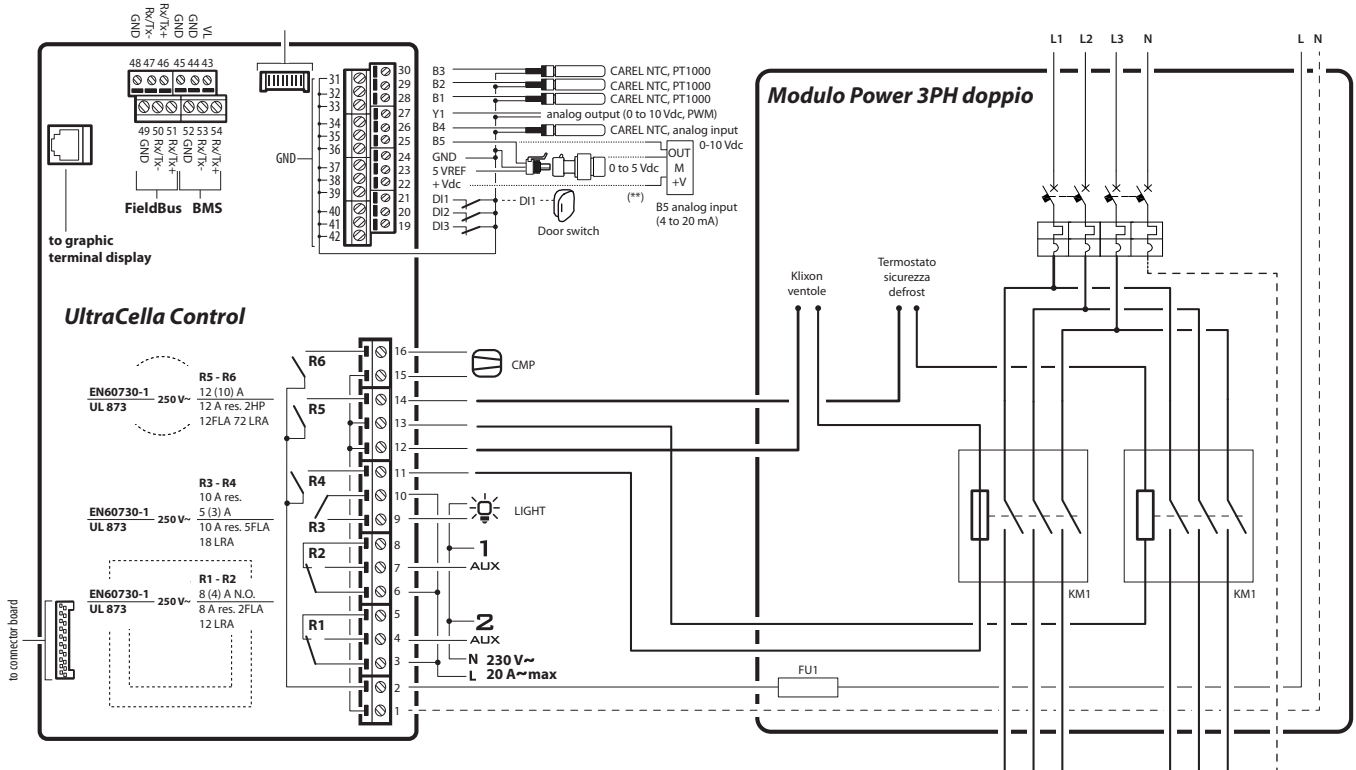 GND
Rx/Tx-
Rx/Tx+
GND
GND
VL
48 47 46 45 44 43
49 50 51 52 53 54
GND
Rx/Tx-
Rx/Tx+
GND
Rx/Tx-
Rx/Tx+
FieldBus BMS
to graphic
terminal display
UltraCella Control
GND
31
32
33
34
35
36
37
38
39
40
41
42
30
29
28
27
26
25
24
23
22
21
20
19
B3
B2
B1
Y1
B4
B5
GND
5 VREF
+ Vdc
DI1
DI2
DI3
CAREL NTC, PT1000
CAREL NTC, PT1000
CAREL NTC, PT1000
analog output (0 to 10 Vdc, PWM)
CAREL NTC, analog input
0-10 Vdc
OUT
M
+V
0 to 5 Vdc
(**)
DI1
Door switch
B5 analog input
(4 to 20 mA)
EN60730-1
UL 873
250 V~
R5 - R6
12 (10) A
12 A res. 2HP
12FLA 72 LRA
EN60730-1
UL 873
250 V~
R3 - R4
10 A res.
5 (3) A
10 A res. 5FLA
18 LRA
EN60730-1
UL 873
250 V~
R1 - R2
8 (4) A N.O.
8 A res. 2FLA
12 LRA
to connector board
R6
R5
R4
R3
R2
R1
16
15
14
13
12
11
10
9
8
7
6
5
4
3
2
1
CMP
LIGHT
1
AUX
2
AUX
N 230 V~
L 20 A~max
L1 L2 L3 N
L N
Modulo Power 3PH doppio
Klixon
ventole
Termostato
sicurezza
defrost
KM1
KM1
FU1